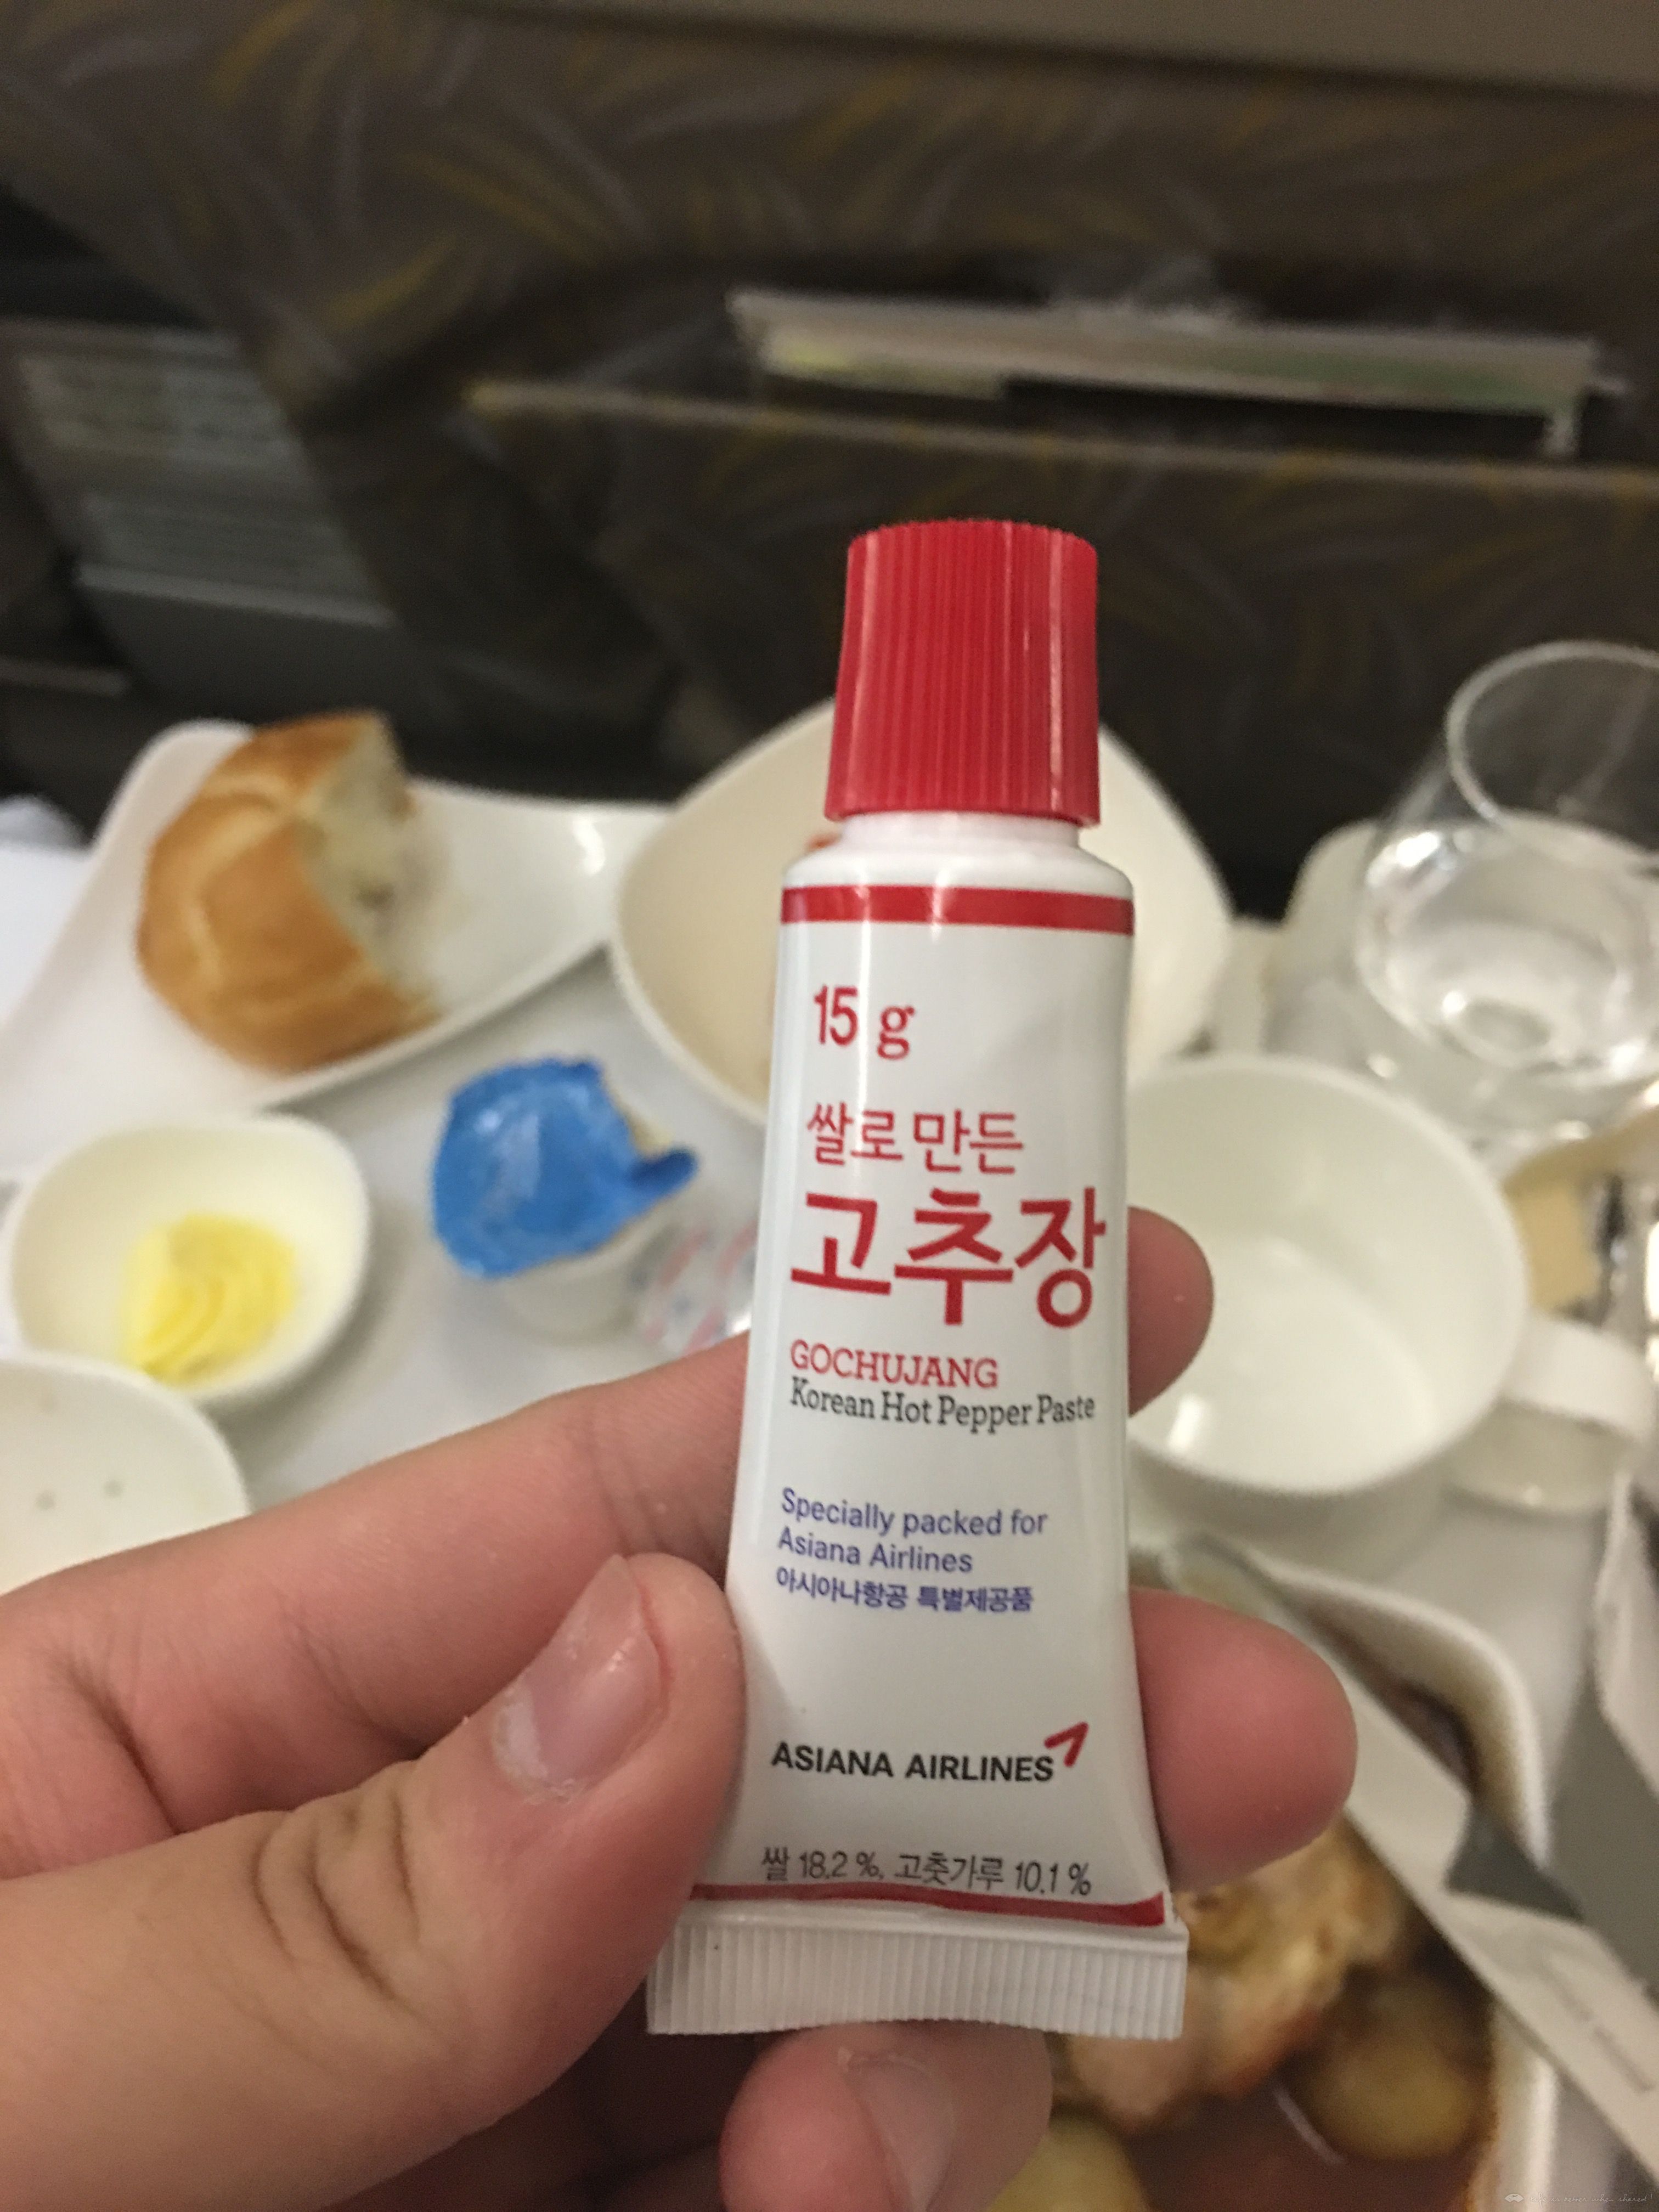 15 g
쌀로 만든
고추장
GOCHUJANG
Korean Hot Pepper Paste
Specially packed for
Asiana Airlines
아시아나항공 특별제공품
ASIANA AIRLINES
쌀 18.2 %, 고춧가루 10.1 %